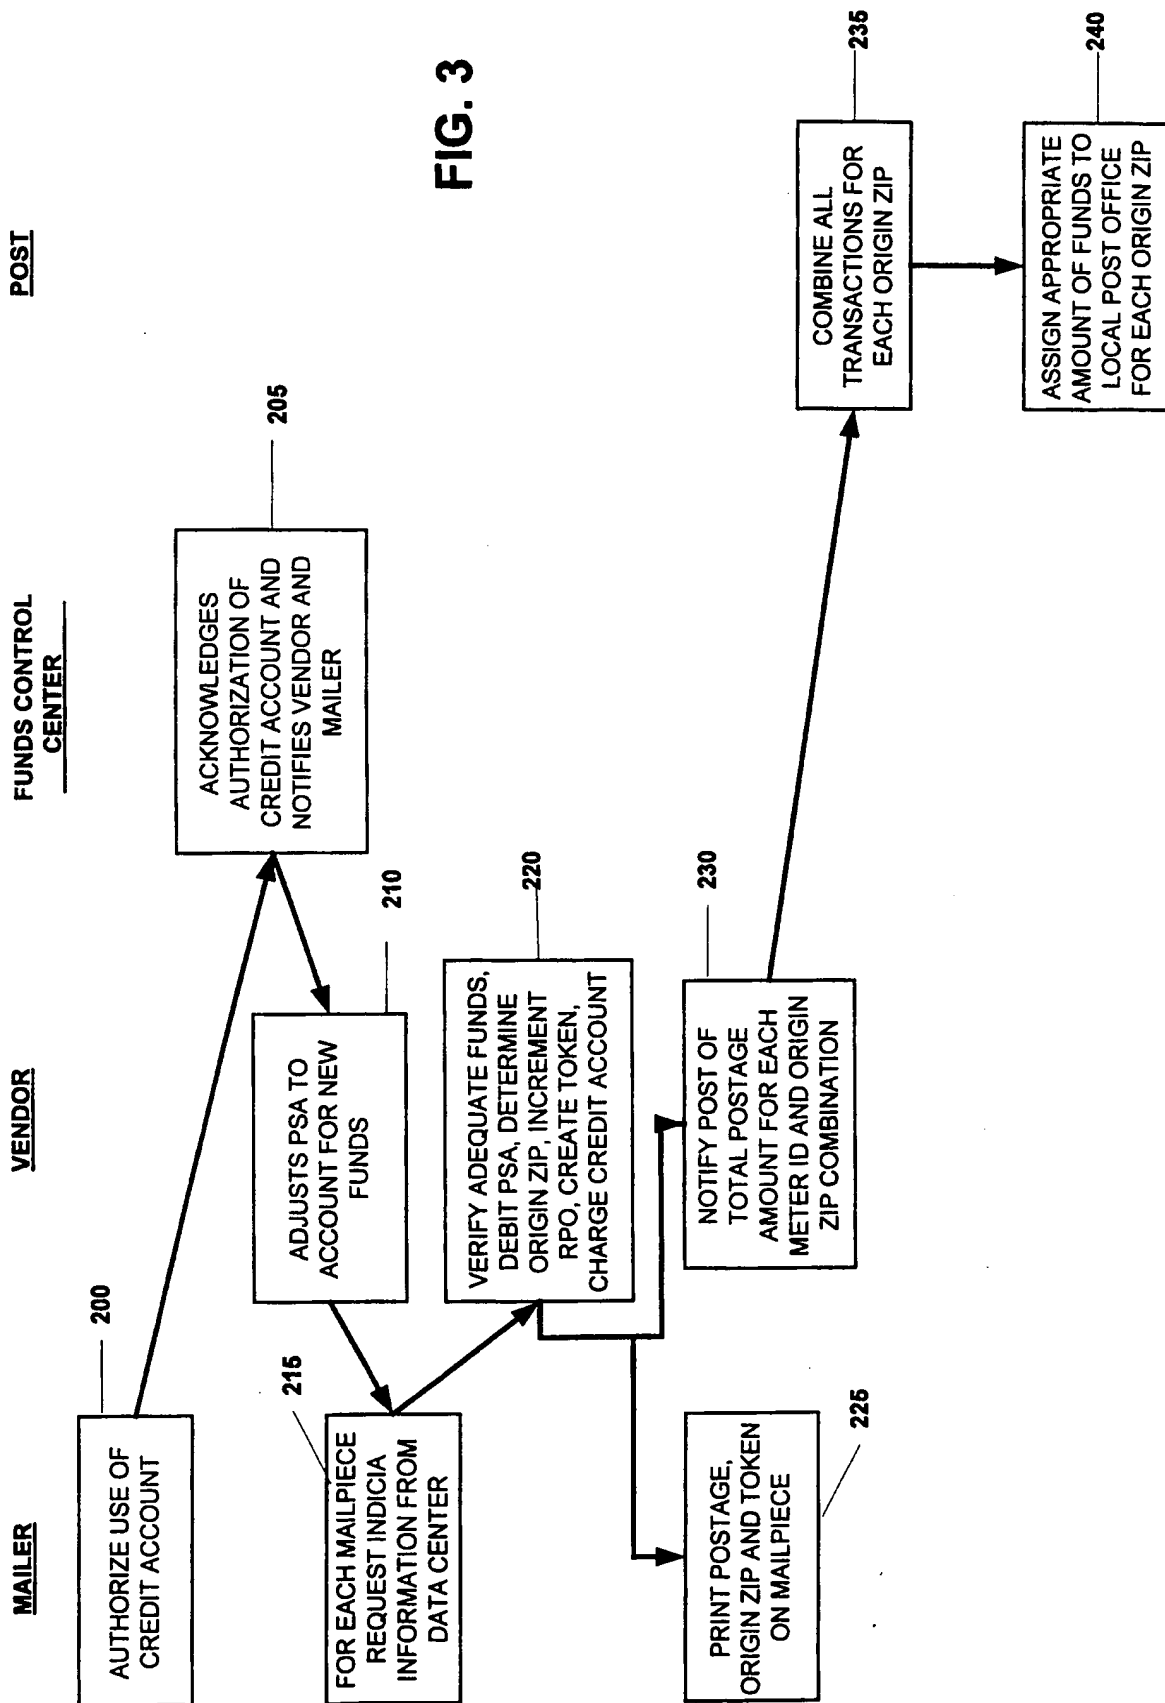 MAILER
VENDOR
FUNDS CONTROL
CENTER
POST
200
AUTHORIZE USE OF
CREDIT ACCOUNT
205
ACKNOWLEDGES
AUTHORIZATION OF
CREDIT ACCOUNT AND
NOTIFIES VENDOR AND
MAILER
210
ADJUSTS PSA TO
ACCOUNT FOR NEW
FUNDS
215
FOR EACH MAILPIECE
REQUEST INDICIA
INFORMATION FROM
DATA CENTER
220
VERIFY ADEQUATE FUNDS,
DEBIT PSA, DETERMINE
ORIGIN ZIP, INCREMENT
RPO, CREATE TOKEN,
CHARGE CREDIT ACCOUNT
FIG. 3
225
PRINT POSTAGE,
ORIGIN ZIP AND TOKEN
ON MAILPIECE
230
NOTIFY POST OF
TOTAL POSTAGE
AMOUNT FOR EACH
METER ID AND ORIGIN
ZIP COMBINATION
235
COMBINE ALL
TRANSACTIONS FOR
EACH ORIGIN ZIP
240
ASSIGN APPROPRIATE
AMOUNT OF FUNDS TO
LOCAL POST OFFICE
FOR EACH ORIGIN ZIP